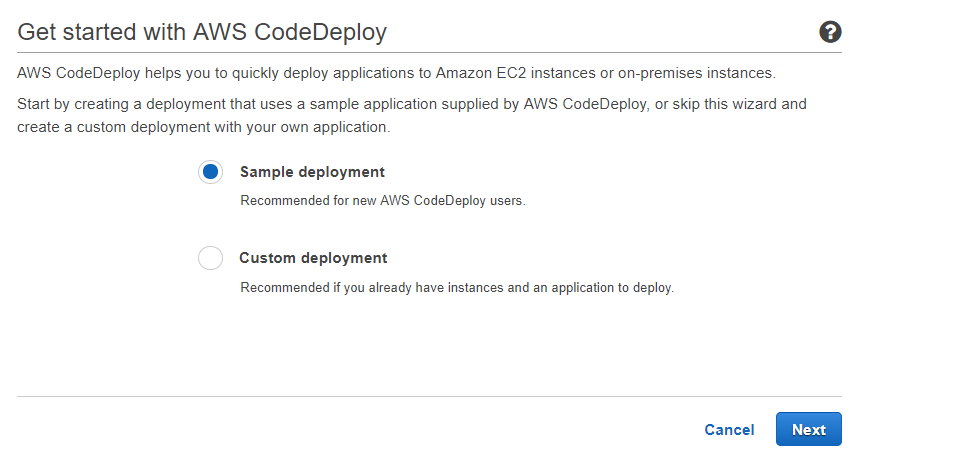 Get started with AWS CodeDeploy
?
AWS CodeDeploy helps you to quickly deploy applications to Amazon EC2 instances or on-premises instances.
Start by creating a deployment that uses a sample application supplied by AWS CodeDeploy, or skip this wizard and
create a custom deployment with your own application.
Sample deployment
Recommended for new AWS CodeDeploy users.
Custom deployment
Recommended if you already have instances and an application to deploy.
Cancel
Next